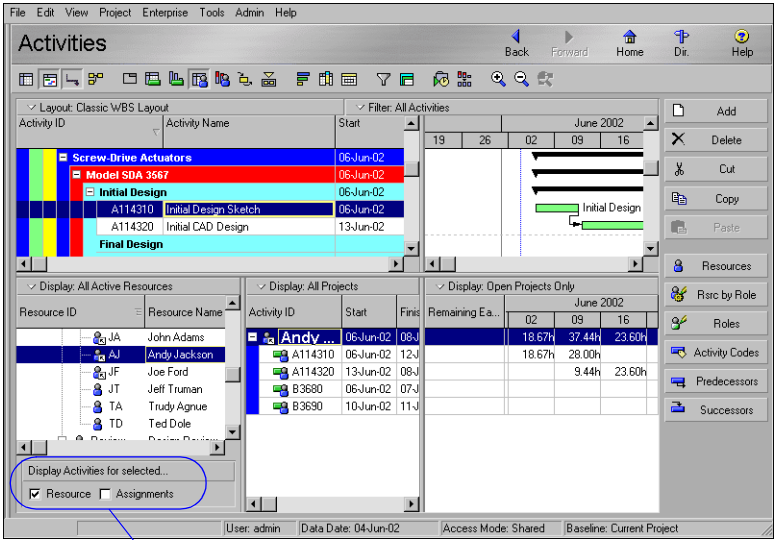 File Edit View Project Enterprise Tools Admin Help
Activities
Back Forward Home Dir. Help
Layout: Classic WBS Layout Filter: All Activities
Activity ID Activity Name Start June 2002
19 26 02 09 16
Screw-Drive Actuators 06-Jun-02
Model SDA 3567 06-Jun-02
Initial Design 06-Jun-02
A114310 Initial Design Sketch 06-Jun-02 Initial Design
A114320 Initial CAD Design 13-Jun-02
Final Design
Add
Delete
Cut
Copy
Paste
Resources
Rsrc by Role
Roles
Activity Codes
Predecessors
Successors
Display: All Active Resources Display: All Projects Display: Open Projects Only
Resource ID Resource Name Activity ID Start Finis Remaining Ea... June 2002
02 09 16
JA John Adams
AJ Andy Jackson
JF Joe Ford
JT Jeff Truman
TA Trudy Agnue
TD Ted Dole
Andy ... 06-Jun-02 08-J 18.67h 37.44h 23.60h
A114310 06-Jun-02 12-J 18.67h 28.00h
A114320 13-Jun-02 08-J 9.44h 23.60h
B3680 06-Jun-02 07-J
B3690 10-Jun-02 11-J
Display Activities for selected...
Resource Assignments
User: admin Data Date: 04-Jun-02 Access Mode: Shared Baseline: Current Project